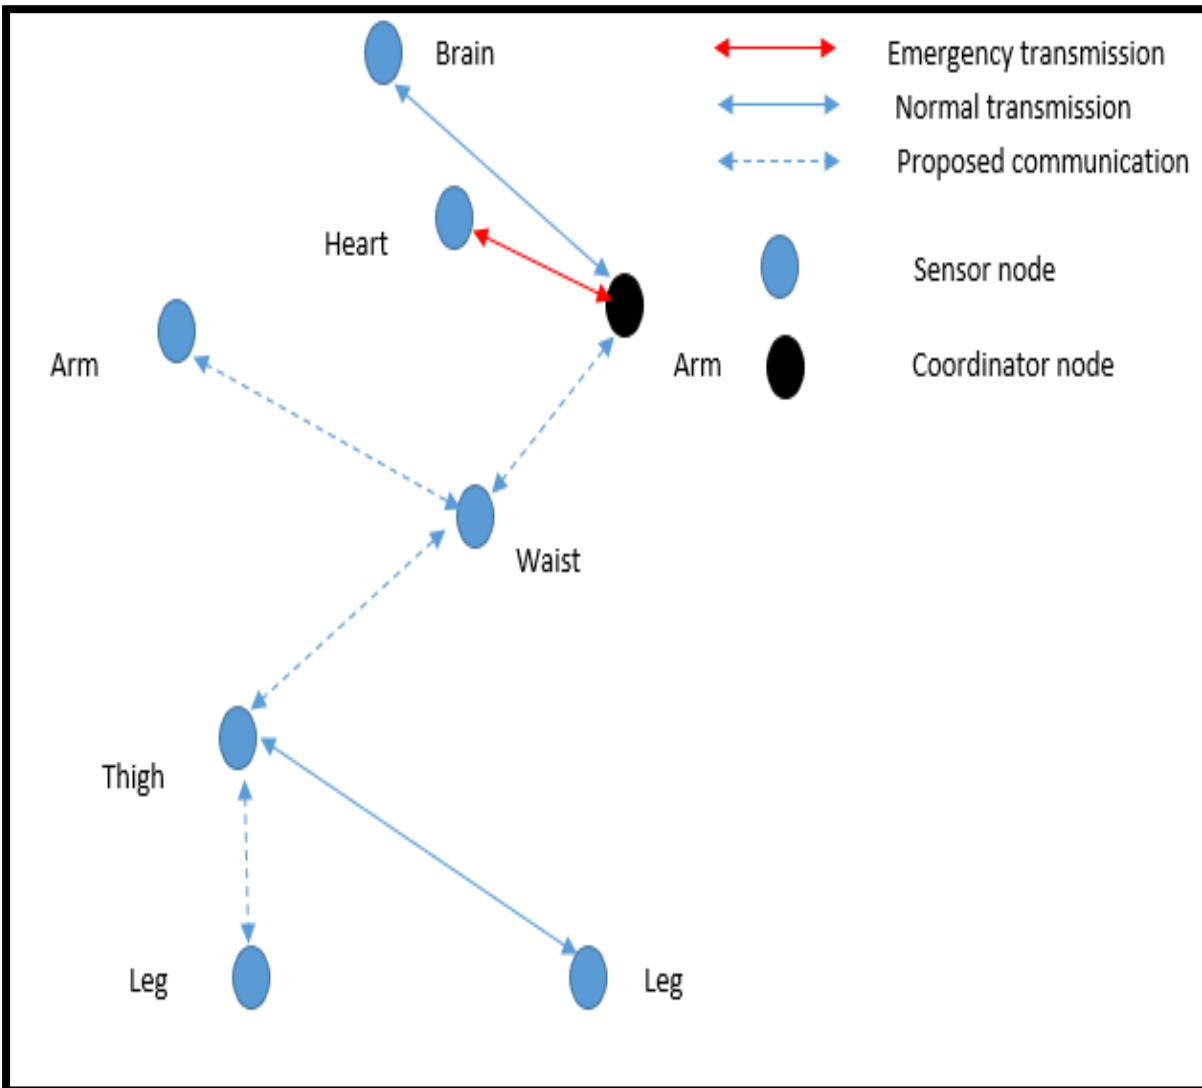 Brain
Emergency transmission
Normal transmission
Proposed communication
Heart
Sensor node
Arm
Arm
Coordinator node
Waist
Thigh
Leg
Leg